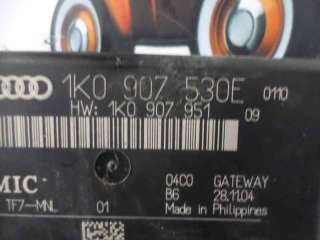 1K0 907 530E 0110
HW: 1K0 907 951 09
MIC 04C0 GATEWAY
B6 28.11.04
TF7-MNL 01 Made in Philippines